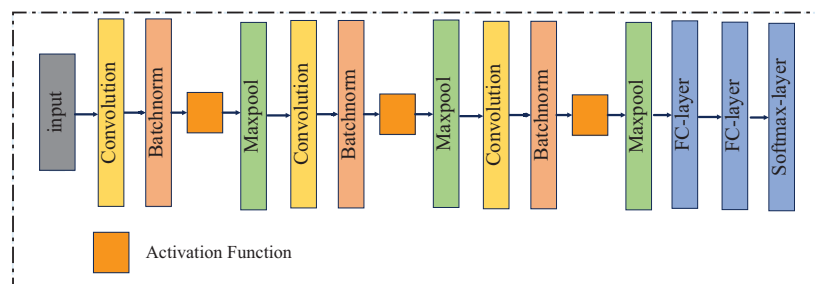 input
Convolution
Batchnorm
Maxpool
Convolution
Batchnorm
Maxpool
Convolution
Batchnorm
Maxpool
FC-layer
FC-layer
Softmax-layer
Activation Function